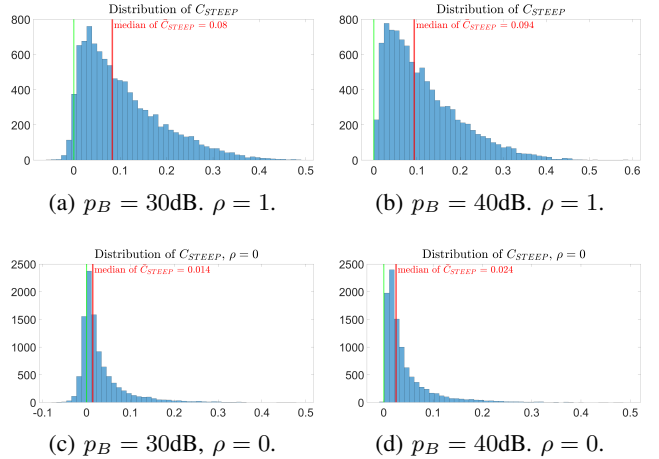 Distribution of C_STEEP
median of C̄_STEEP = 0.08
800
600
400
200
0
0 0.1 0.2 0.3 0.4 0.5
(a) p_B = 30dB. ρ = 1.
Distribution of C_STEEP
median of C̄_STEEP = 0.094
800
600
400
200
0
0 0.1 0.2 0.3 0.4 0.5 0.6
(b) p_B = 40dB. ρ = 1.
Distribution of C_STEEP, ρ = 0
median of C̄_STEEP = 0.014
2500
2000
1500
1000
500
0
-0.1 0 0.1 0.2 0.3 0.4 0.5
(c) p_B = 30dB, ρ = 0.
Distribution of C_STEEP, ρ = 0
median of C̄_STEEP = 0.024
2500
2000
1500
1000
500
0
0 0.1 0.2 0.3 0.4 0.5
(d) p_B = 40dB. ρ = 0.